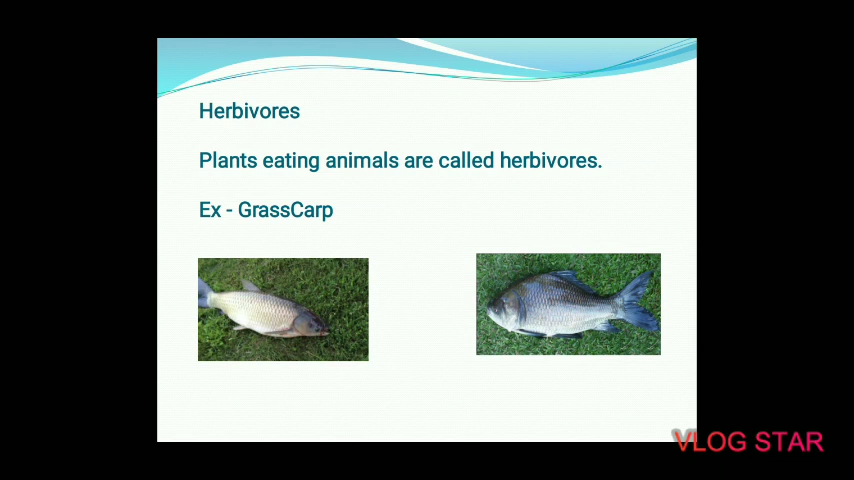 Herbivores
Plants eating animals are called herbivores.
Ex - GrassCarp
VLOG STAR